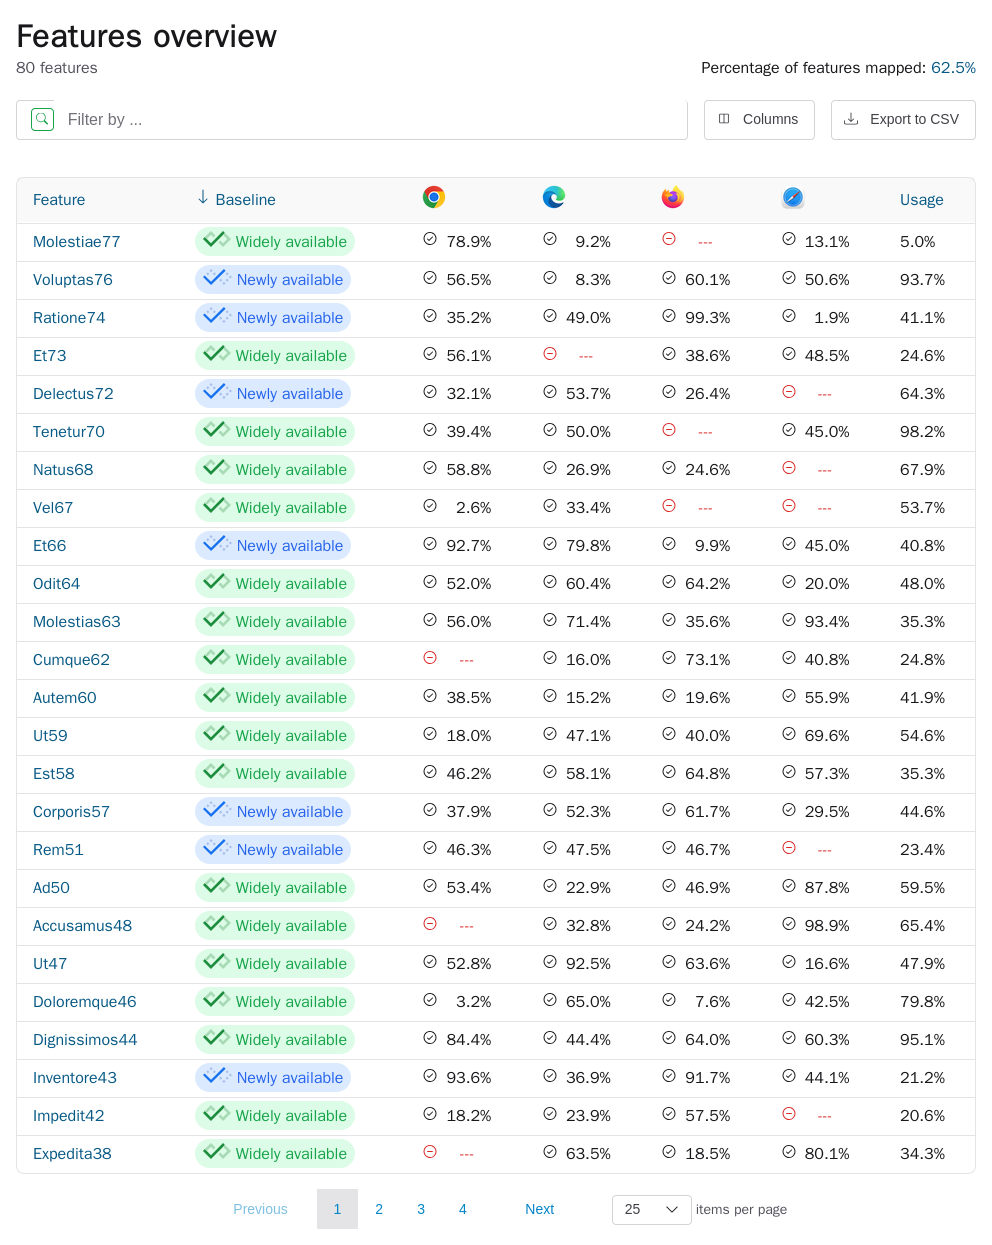 Features overview
80 features
Percentage of features mapped: 62.5%
Filter by ...
Columns
Export to CSV
Feature Baseline Usage
Molestiae77 Widely available 78.9% 9.2% --- 13.1% 5.0%
Voluptas76 Newly available 56.5% 8.3% 60.1% 50.6% 93.7%
Ratione74 Newly available 35.2% 49.0% 99.3% 1.9% 41.1%
Et73 Widely available 56.1% --- 38.6% 48.5% 24.6%
Delectus72 Newly available 32.1% 53.7% 26.4% --- 64.3%
Tenetur70 Widely available 39.4% 50.0% --- 45.0% 98.2%
Natus68 Widely available 58.8% 26.9% 24.6% --- 67.9%
Vel67 Widely available 2.6% 33.4% --- --- 53.7%
Et66 Newly available 92.7% 79.8% 9.9% 45.0% 40.8%
Odit64 Widely available 52.0% 60.4% 64.2% 20.0% 48.0%
Molestias63 Widely available 56.0% 71.4% 35.6% 93.4% 35.3%
Cumque62 Widely available --- 16.0% 73.1% 40.8% 24.8%
Autem60 Widely available 38.5% 15.2% 19.6% 55.9% 41.9%
Ut59 Widely available 18.0% 47.1% 40.0% 69.6% 54.6%
Est58 Widely available 46.2% 58.1% 64.8% 57.3% 35.3%
Corporis57 Newly available 37.9% 52.3% 61.7% 29.5% 44.6%
Rem51 Newly available 46.3% 47.5% 46.7% --- 23.4%
Ad50 Widely available 53.4% 22.9% 46.9% 87.8% 59.5%
Accusamus48 Widely available --- 32.8% 24.2% 98.9% 65.4%
Ut47 Widely available 52.8% 92.5% 63.6% 16.6% 47.9%
Doloremque46 Widely available 3.2% 65.0% 7.6% 42.5% 79.8%
Dignissimos44 Widely available 84.4% 44.4% 64.0% 60.3% 95.1%
Inventore43 Newly available 93.6% 36.9% 91.7% 44.1% 21.2%
Impedit42 Widely available 18.2% 23.9% 57.5% --- 20.6%
Expedita38 Widely available --- 63.5% 18.5% 80.1% 34.3%
Previous 1 2 3 4 Next 25 items per page